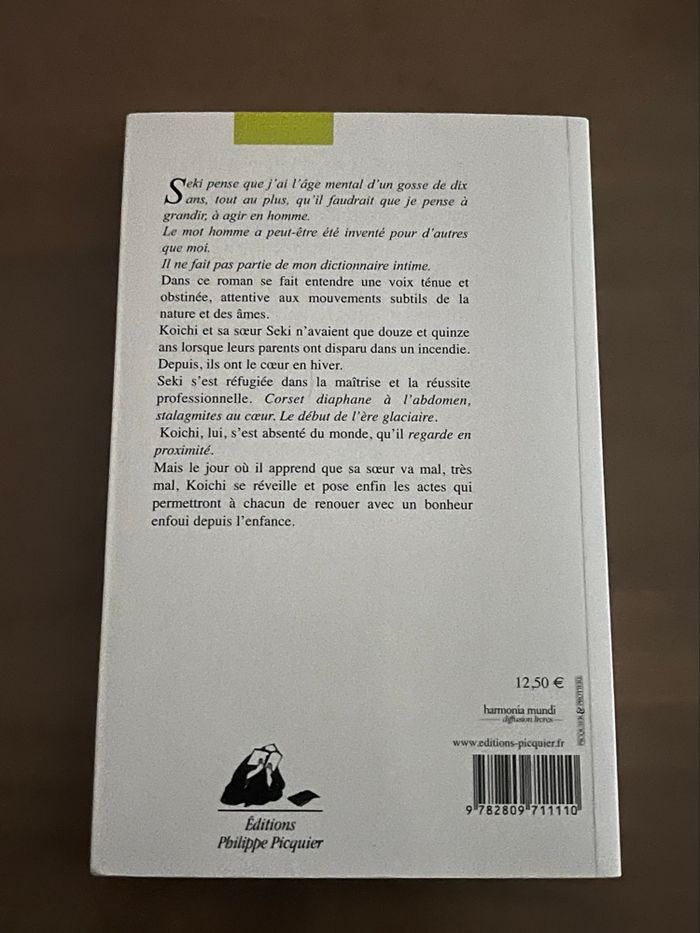 Seki pense que j'ai l'âge mental d'un gosse de dix
ans, tout au plus, qu'il faudrait que je pense à
grandir, à agir en homme.
Le mot homme a peut-être été inventé pour d'autres
que moi.
Il ne fait pas partie de mon dictionnaire intime.
Dans ce roman se fait entendre une voix ténue et
obstinée, attentive aux mouvements subtils de la
nature et des âmes.
Koichi et sa sœur Seki n'avaient que douze et quinze
ans lorsque leurs parents ont disparu dans un incendie.
Depuis, ils ont le cœur en hiver.
Seki s'est réfugiée dans la maîtrise et la réussite
professionnelle. Corset diaphane à l'abdomen,
stalagmites au cœur. Le début de l'ère glaciaire.
Koichi, lui, s'est absenté du monde, qu'il regarde en
proximité.
Mais le jour où il apprend que sa sœur va mal, très
mal, Koichi se réveille et pose enfin les actes qui
permettront à chacun de renouer avec un bonheur
enfoui depuis l'enfance.
12,50 €
harmonia mundi
diffusion livres
www.editions-picquier.fr
PICQUIER & PROTIÈRE
9 782809 711110
Éditions
Philippe Picquier